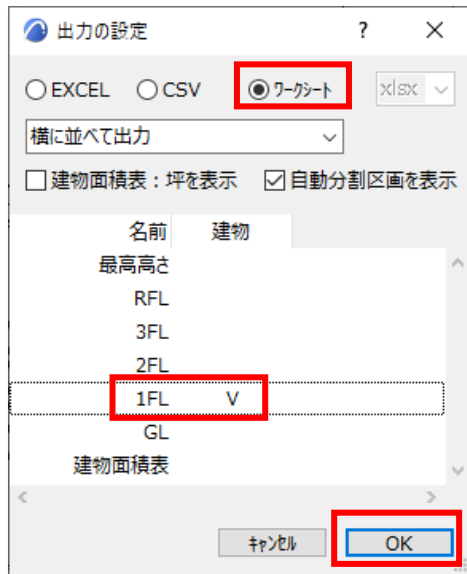 出力の設定 ? ×
EXCEL CSV ﾜｰｸｼｰﾄ xlsx
横に並べて出力
建物面積表：坪を表示 自動分割区画を表示
名前 建物
最高高さ
RFL
3FL
2FL
1FL V
GL
建物面積表
ｷｬﾝｾﾙ OK